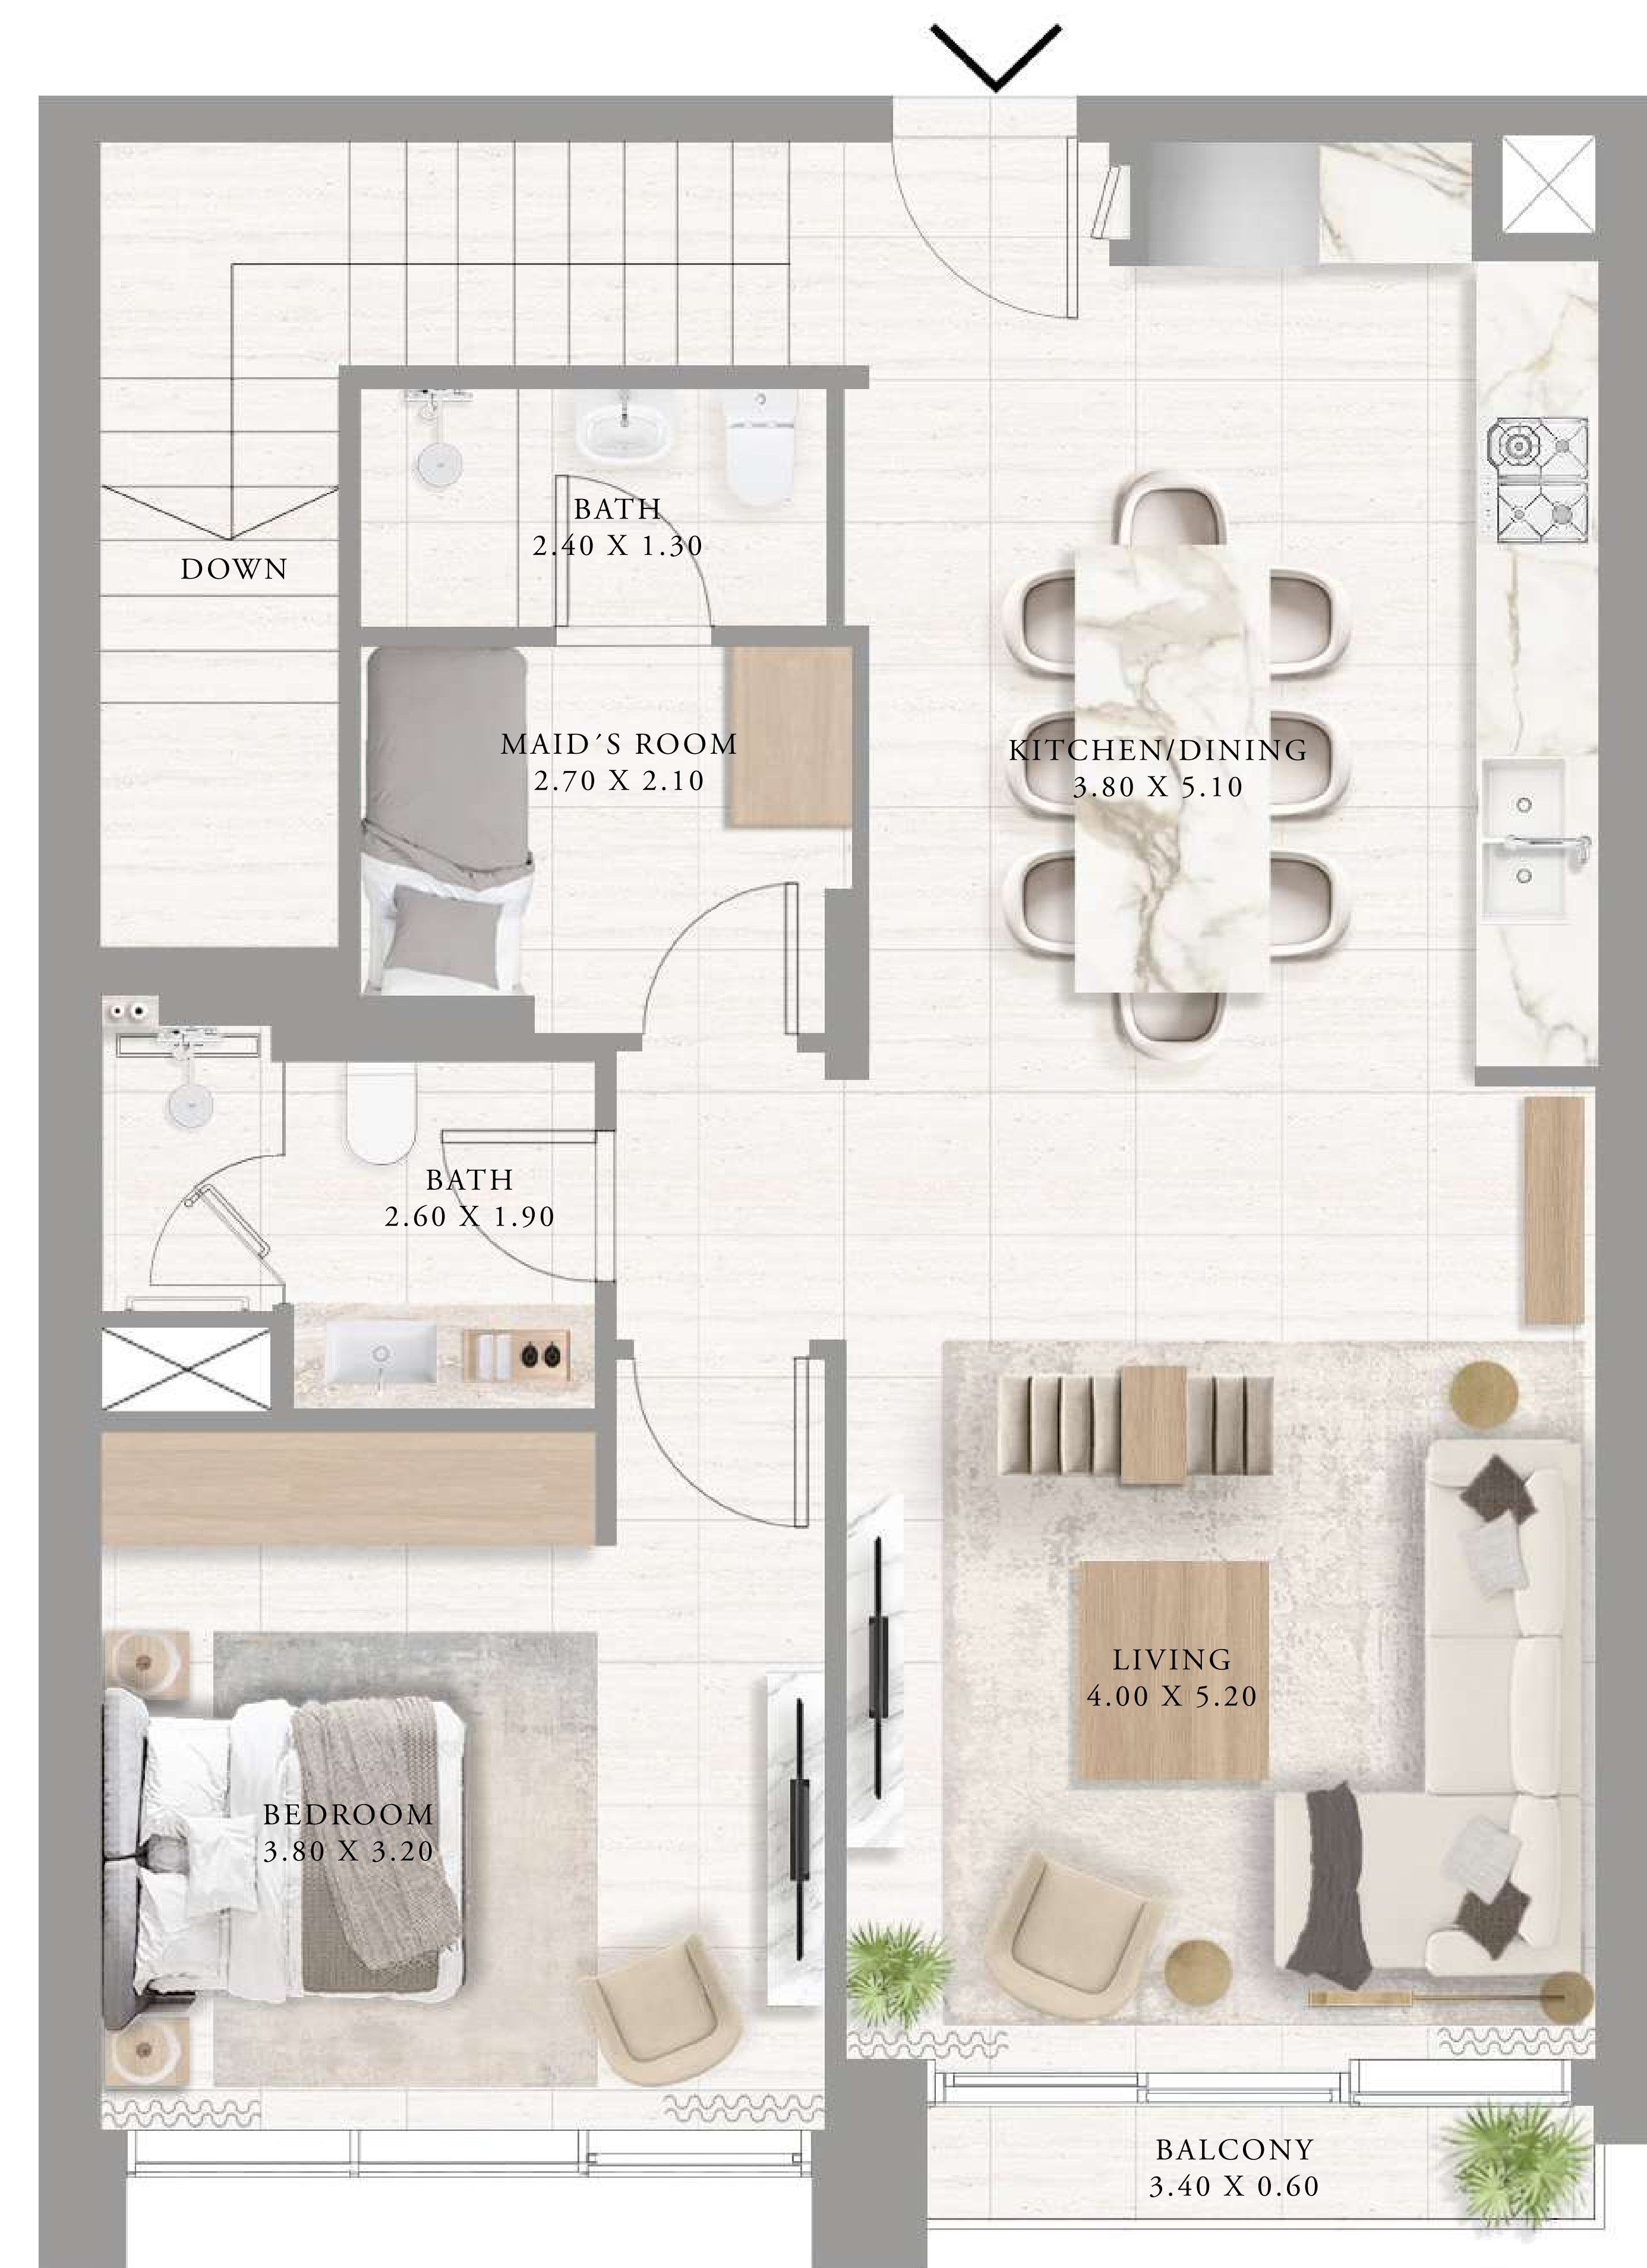 BATH
2.40 X 1.30
DOWN
MAID´S ROOM
2.70 X 2.10
KITCHEN/DINING
3.80 X 5.10
BATH
2.60 X 1.90
LIVING
4.00 X 5.20
BEDROOM
3.80 X 3.20
BALCONY
3.40 X 0.60